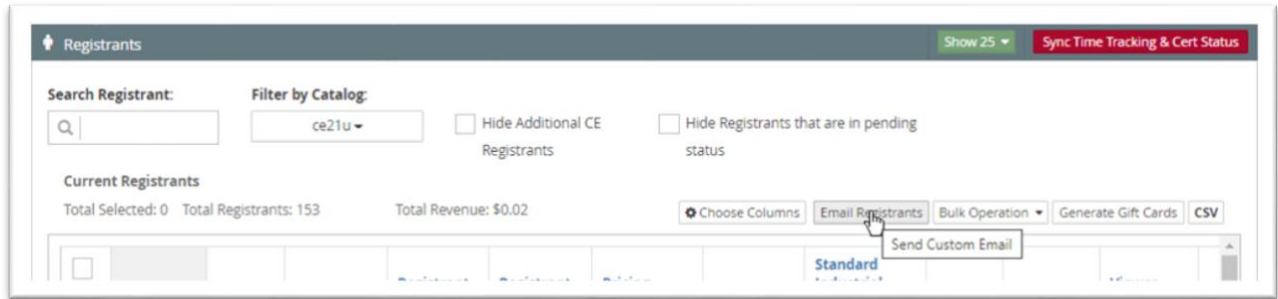 Registrants Show 25 Sync Time Tracking & Cert Status
Search Registrant: Filter by Catalog:
ce21u Hide Additional CE Hide Registrants that are in pending
Registrants status
Current Registrants
Total Selected: 0 Total Registrants: 153 Total Revenue: $0.02 Choose Columns Email Registrants Bulk Operation Generate Gift Cards CSV
Send Custom Email
Standard